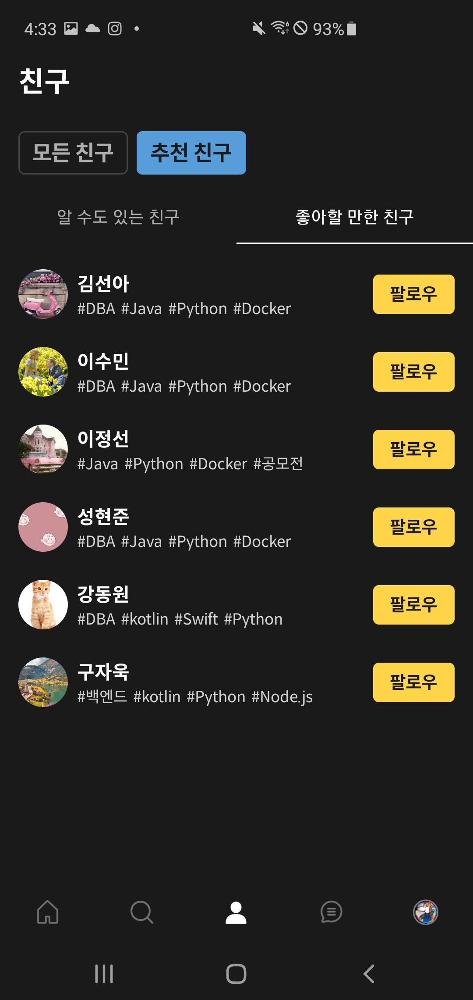 4:33 93%
친구
모든 친구 추천 친구
알 수도 있는 친구 좋아할 만한 친구
김선아
#DBA #Java #Python #Docker
팔로우
이수민
#DBA #Java #Python #Docker
팔로우
이정선
#Java #Python #Docker #공모전
팔로우
성현준
#DBA #Java #Python #Docker
팔로우
강동원
#DBA #kotlin #Swift #Python
팔로우
구자욱
#백엔드 #kotlin #Python #Node.js
팔로우